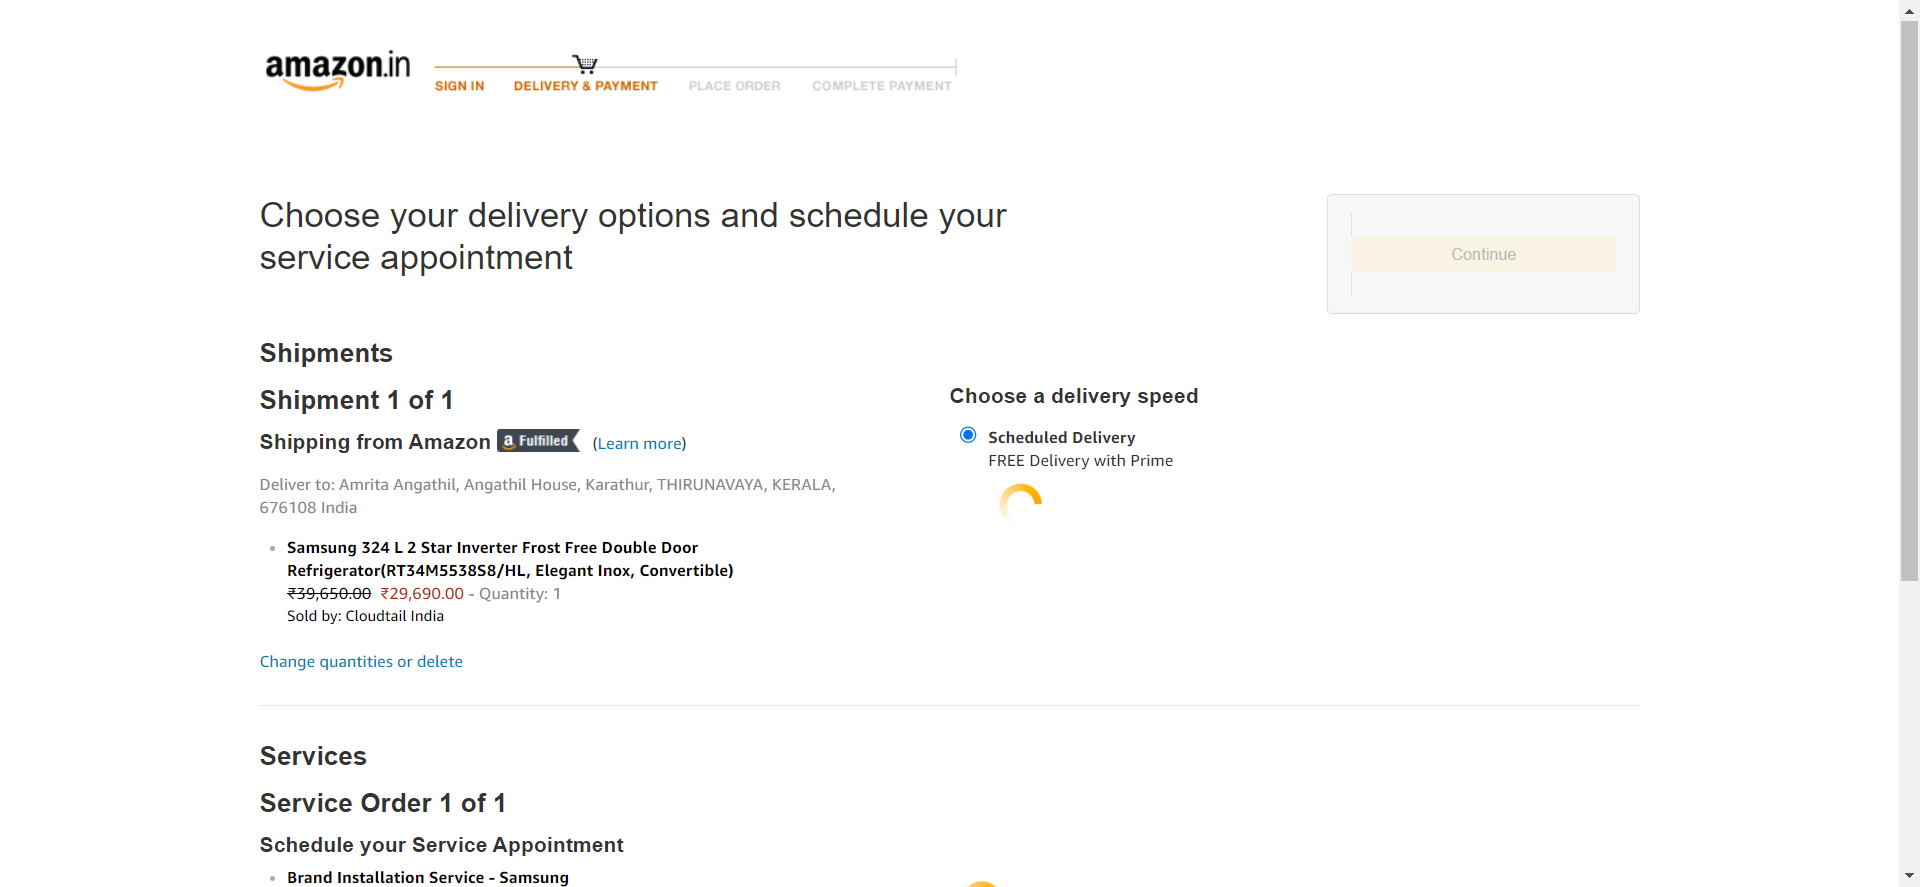 amazon.in
SIGN IN DELIVERY & PAYMENT PLACE ORDER COMPLETE PAYMENT
Choose your delivery options and schedule your
service appointment
Continue
Shipments
Shipment 1 of 1
Shipping from Amazon a Fulfilled (Learn more)
Deliver to: Amrita Angathil, Angathil House, Karathur, THIRUNAVAYA, KERALA,
676108 India
Samsung 324 L 2 Star Inverter Frost Free Double Door
Refrigerator(RT34M5538S8/HL, Elegant Inox, Convertible)
₹39,650.00 ₹29,690.00 - Quantity: 1
Sold by: Cloudtail India
Change quantities or delete
Choose a delivery speed
Scheduled Delivery
FREE Delivery with Prime
Services
Service Order 1 of 1
Schedule your Service Appointment
Brand Installation Service - Samsung